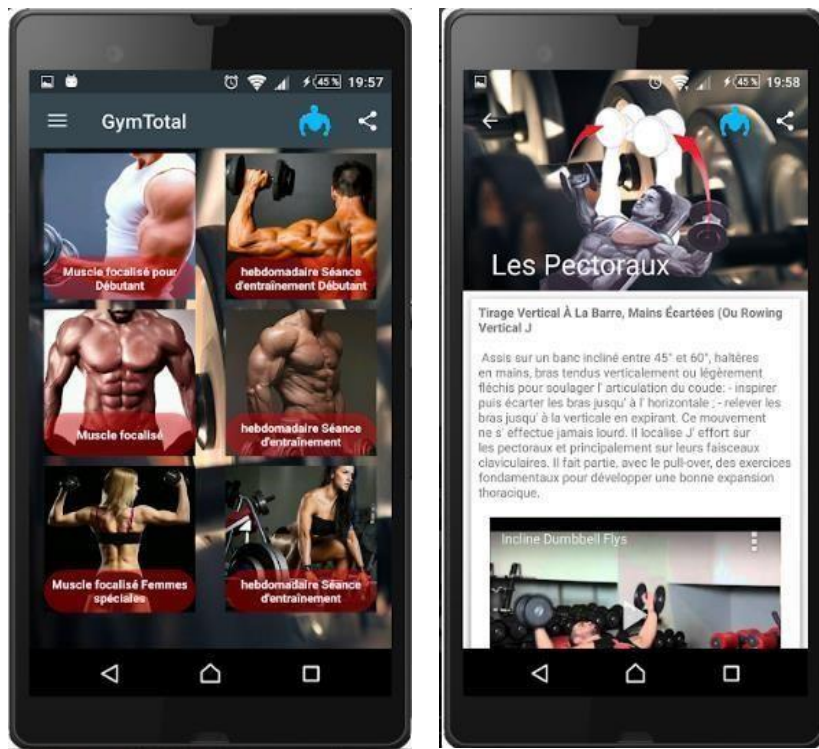 45% 19:57
GymTotal
Muscle focalisé pour
Débutant
hebdomadaire Séance
d'entraînement Débutant
Muscle focalisé
hebdomadaire Séance
d'entraînement
Muscle focalisé Femmes
spéciales
hebdomadaire Séance
d'entraînement
45% 19:58
Les Pectoraux
Tirage Vertical À La Barre, Mains Écartées (Ou Rowing
Vertical J
Assis sur un banc incliné entre 45° et 60°, haltères
en mains, bras tendus verticalement ou légèrement
fléchis pour soulager l' articulation du coude: - inspirer
puis écarter les bras jusqu' à l' horizontale ; - relever les
bras jusqu' à la verticale en expirant. Ce mouvement
ne s' effectue jamais lourd. Il localise J' effort sur
les pectoraux et principalement sur leurs faisceaux
claviculaires. Il fait partie, avec le pull-over, des exercices
fondamentaux pour développer une bonne expansion
thoracique.
Incline Dumbbell Flys